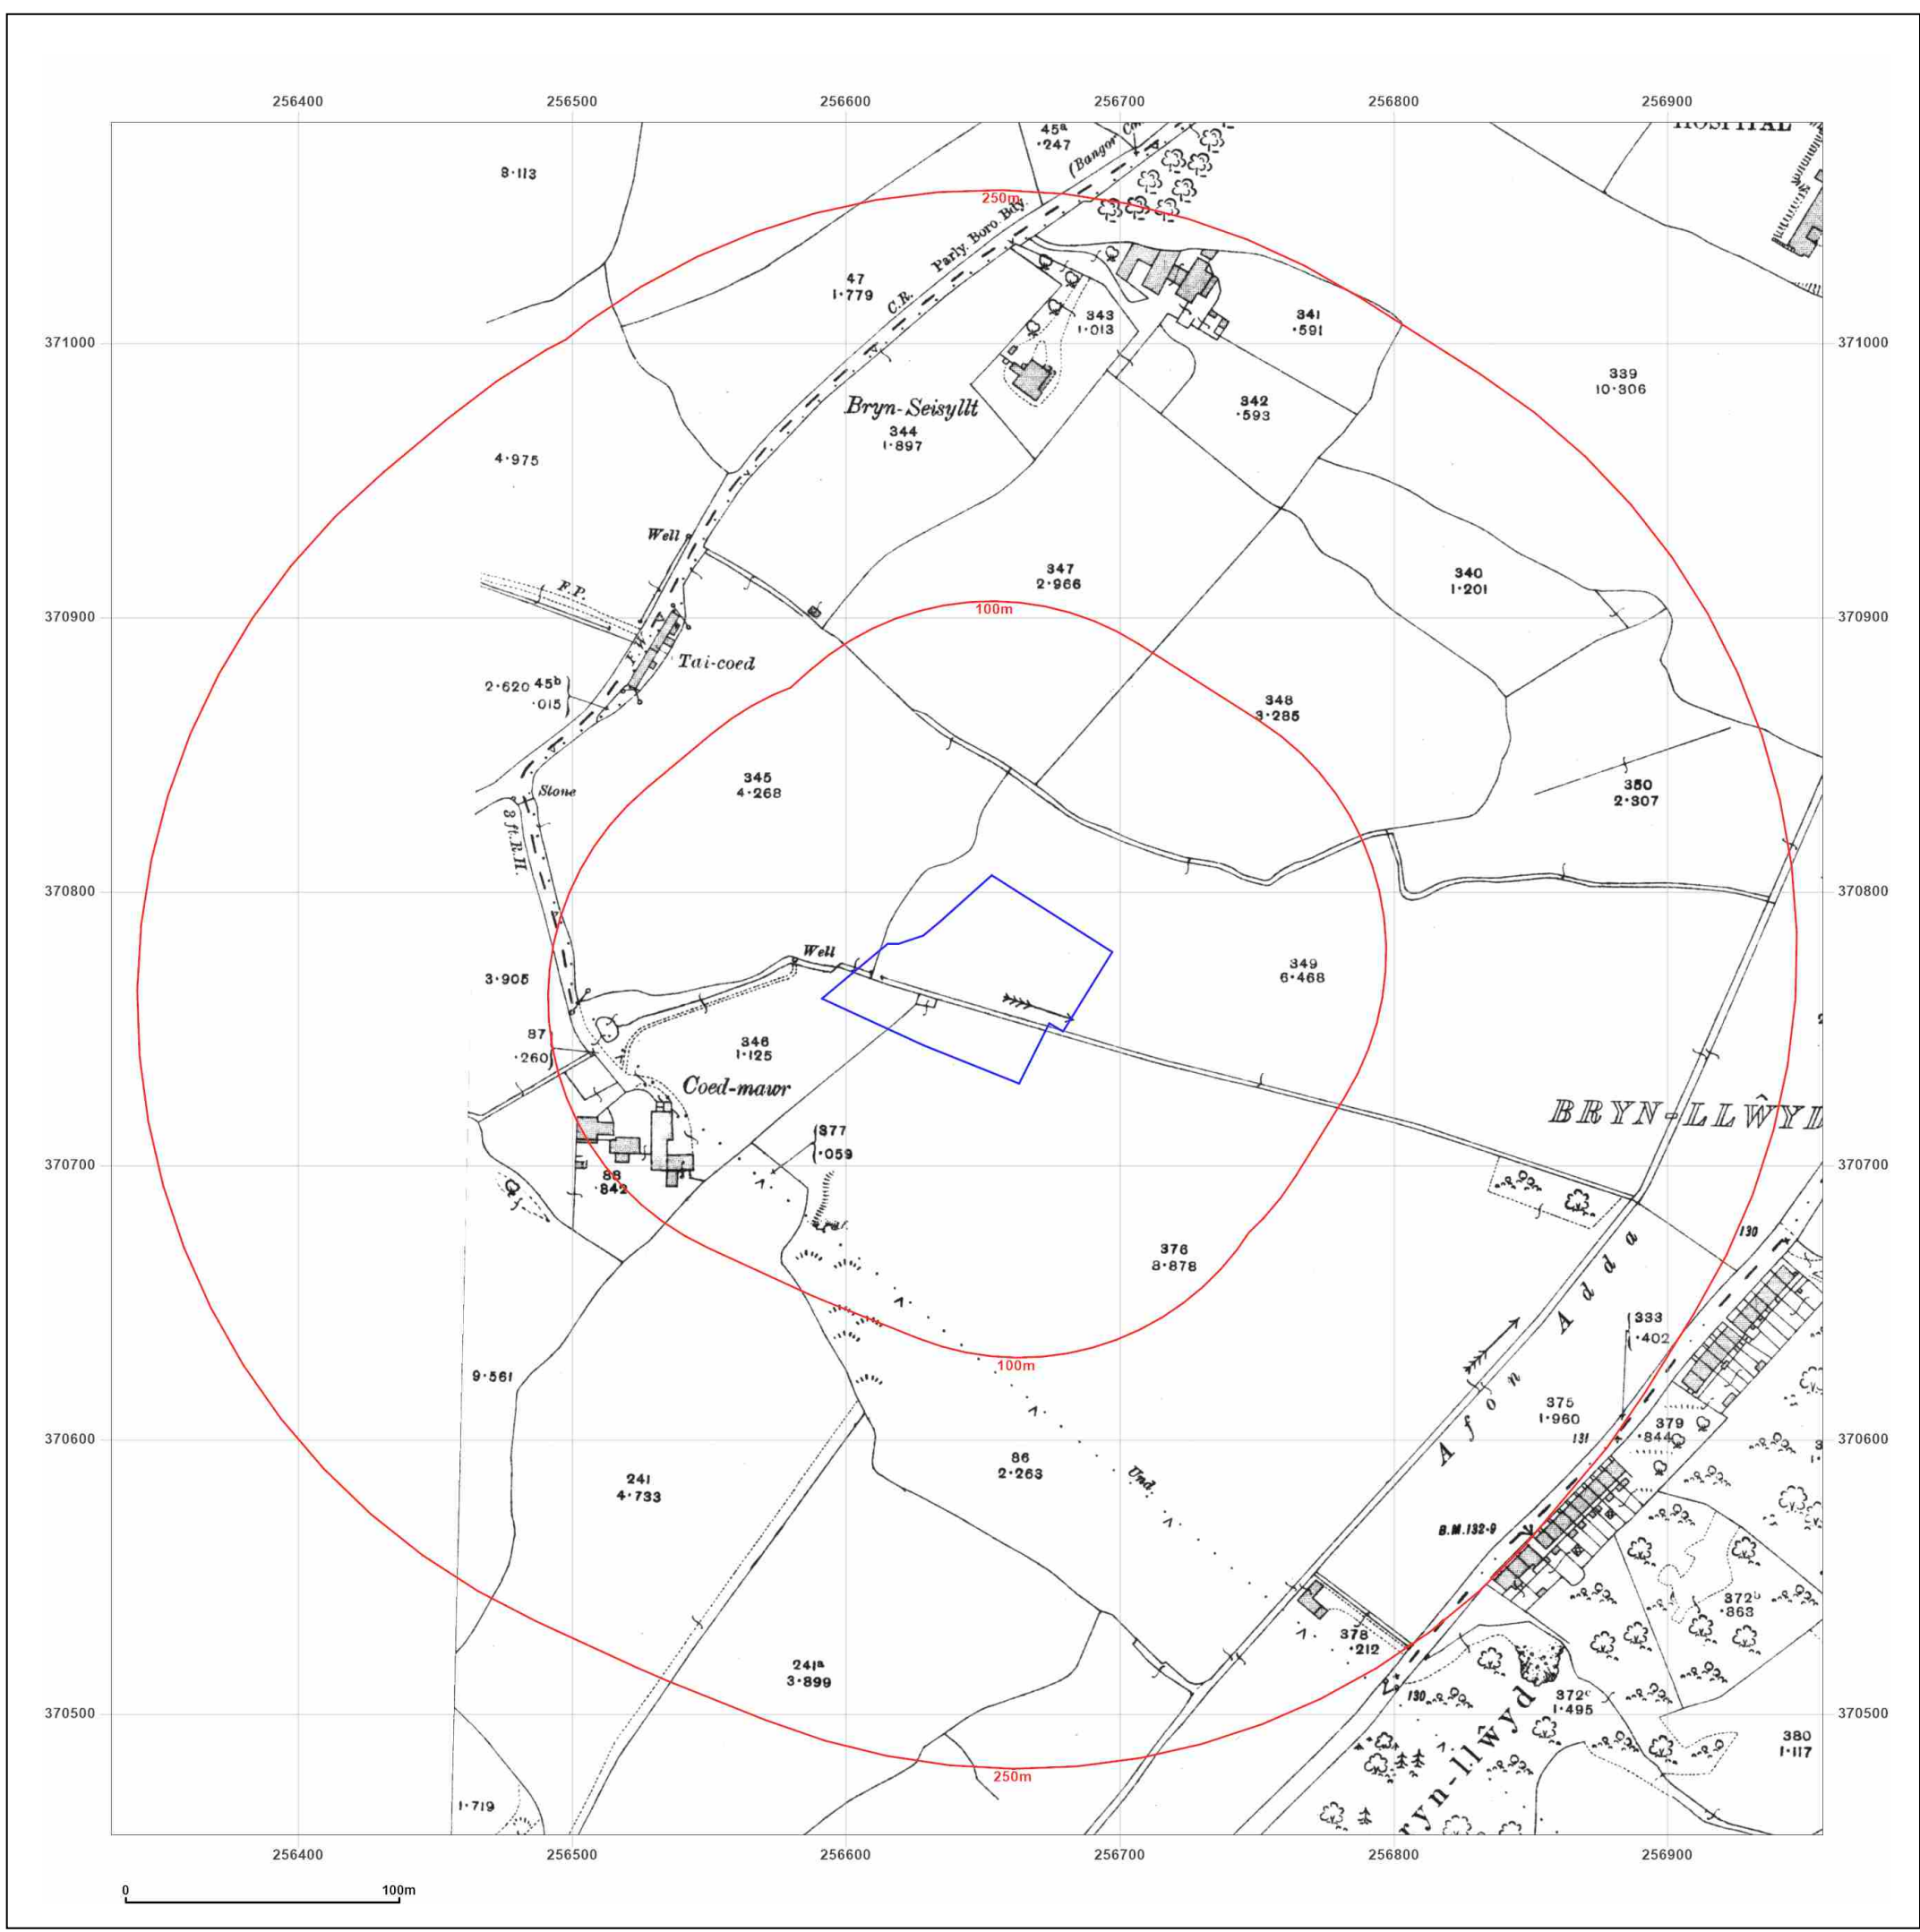 256400 256500 256600 256700 256800 256900
HOSPITAL
45ª
·247
(Bangor
8·113
250m
Parly. Boro. Bdy.
47
1·779
C.R.
343
1·013
341
·591
371000
371000
339
10·306
Bryn-Seisyllt
344
1·897
342
·593
4·975
Well
347
2·966
340
1·201
F.P.
100m
370900
370900
F.W.
Tai-coed
2·620
45ᵇ
·015
348
3·285
345
4·268
Stone
350
2·307
3 ft.R.H.
370800
370800
Well
3·905
349
6·468
87
·260
346
1·125
Coed-mawr
BRYN-LLŴYD
377
·059
370700
370700
88
·842
130
376
8·878
Afon Adda
333
·402
100m
9·561
375
1·960
379
·844
131
370600
370600
86
2·263
241
4·733
Und.
B.M.132·9
372ᵇ
·863
378
·212
241ª
3·899
130
372ᶜ
1·495
370500
370500
380
1·117
ryn-llŵyd
250m
1·719
256400 256500 256600 256700 256800 256900
0 100m